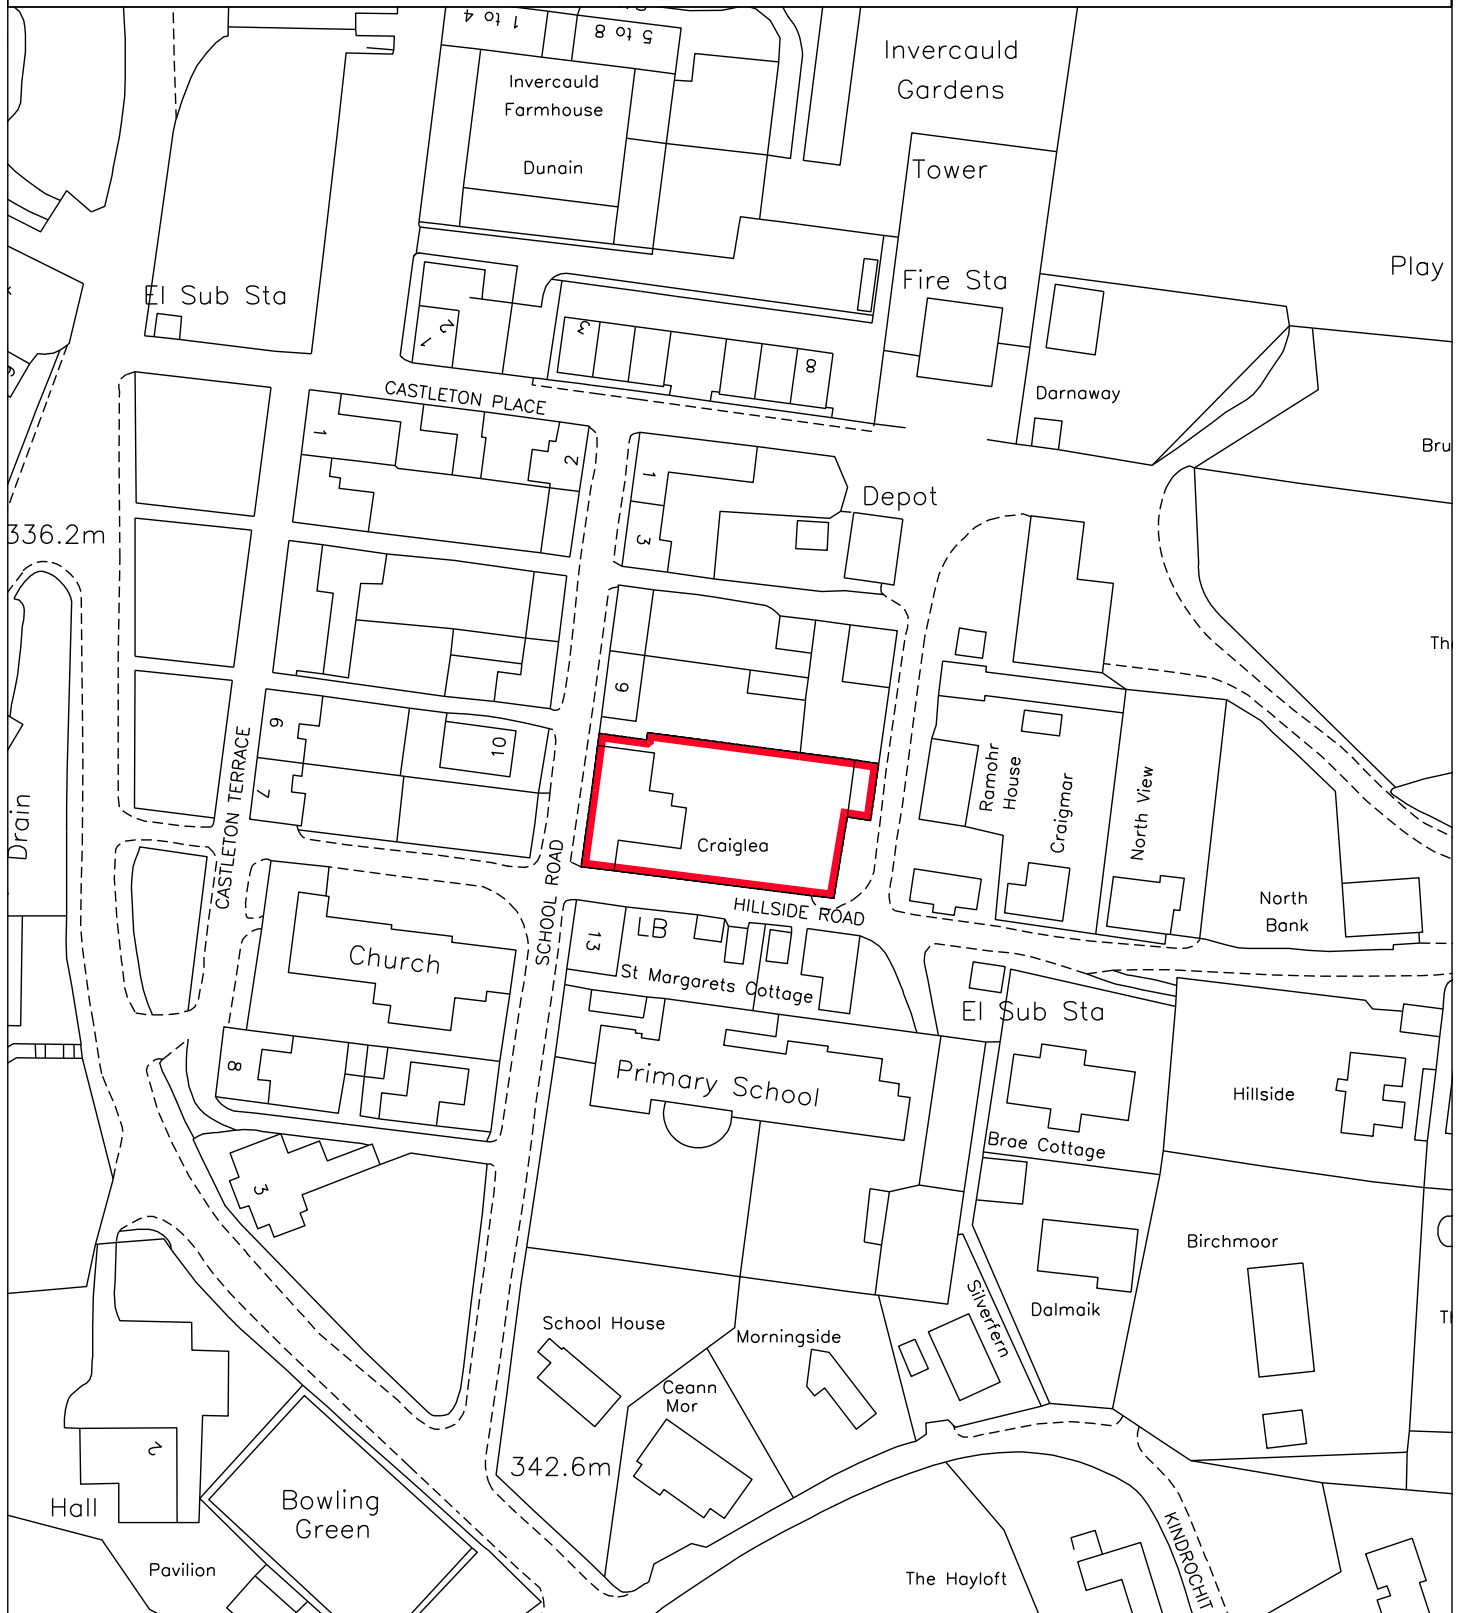 1 to 4
5 to 8
Invercauld
Gardens
Invercauld
Farmhouse
Dunain
Tower
Play
El Sub Sta
Fire Sta
2
1
3
8
Darnaway
CASTLETON PLACE
1
2
1
3
Depot
Bru
336.2m
9
6
10
7
Ramohr
House
Craigmar
North View
Drain
CASTLETON TERRACE
Craiglea
SCHOOL ROAD
HILLSIDE ROAD
North
Bank
13
LB
Church
St Margarets Cottage
El Sub Sta
8
Primary School
Hillside
Brae Cottage
3
Birchmoor
Silverfern
Dalmaik
School House
Morningside
Ceann
Mor
2
342.6m
Hall
Bowling
Green
Pavilion
The Hayloft
KINDROCHIT